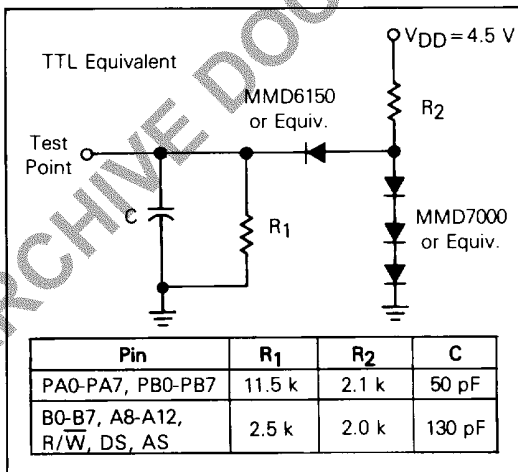 VDD = 4.5 V
TTL Equivalent
MMD6150
or Equiv.
R2
Test
Point
C
R1
MMD7000
or Equiv.
ARCHIVE DOC
Pin R1 R2 C
PA0-PA7, PB0-PB7 11.5 k 2.1 k 50 pF
B0-B7, A8-A12,
R/W̅, DS, AS 2.5 k 2.0 k 130 pF